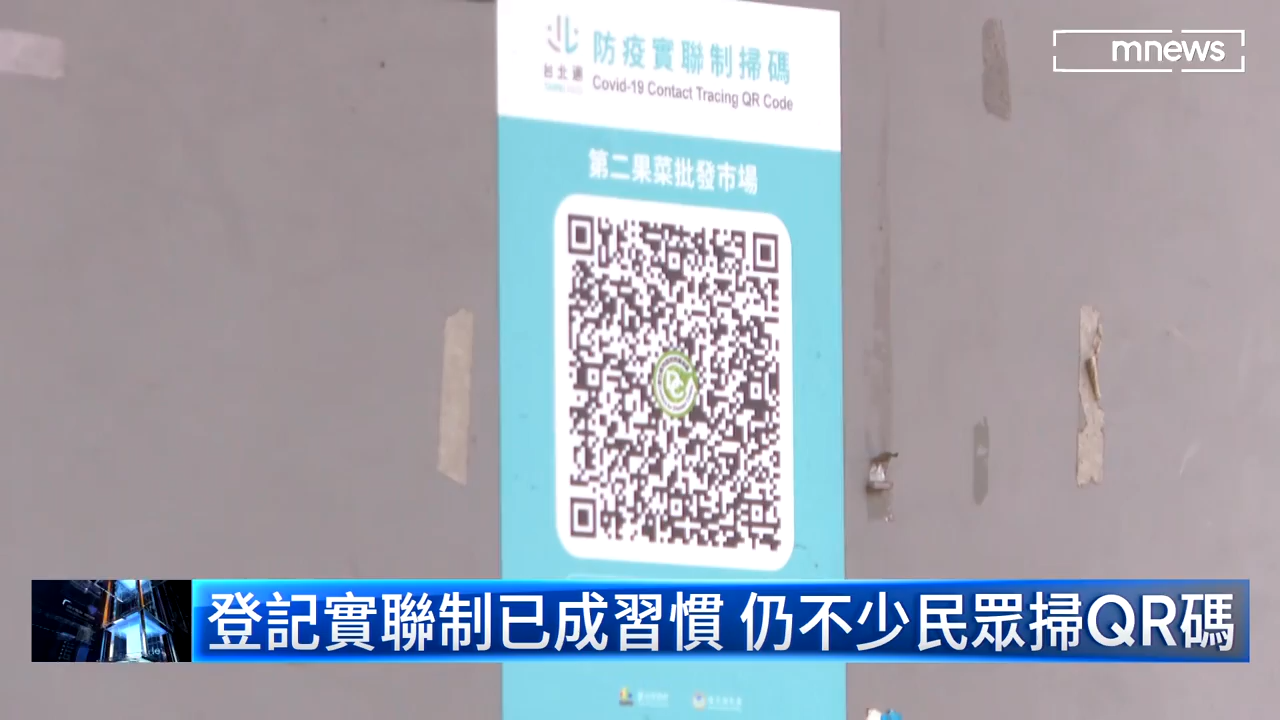 mnews
台北通
防疫實聯制掃碼
Covid-19 Contact Tracing QR Code
第二果菜批發市場
登記實聯制已成習慣 仍不少民眾掃QR碼